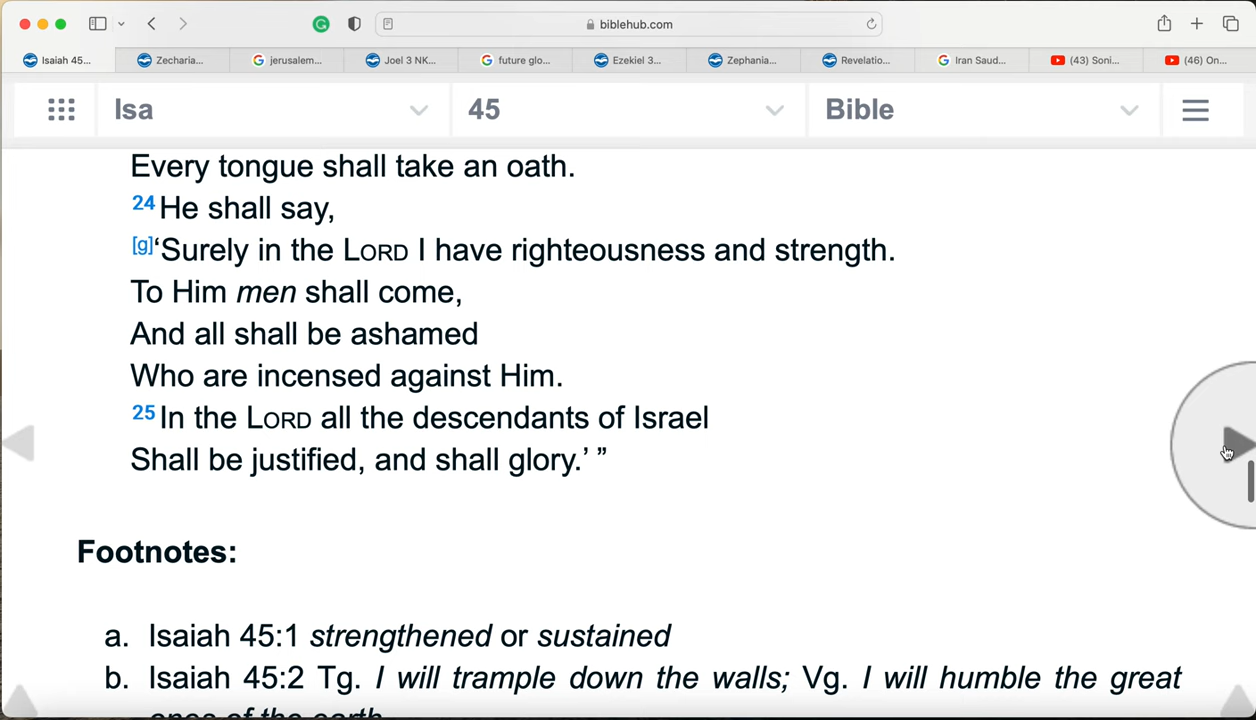 biblehub.com
Isaiah 45...
Zecharia...
jerusalem...
Joel 3 NK...
future glo...
Ezekiel 3...
Zephania...
Revelatio...
Iran Saud...
(43) Soni...
(46) On...
Isa
45
Bible
Every tongue shall take an oath.
24 He shall say,
[g]‘Surely in the LORD I have righteousness and strength.
To Him men shall come,
And all shall be ashamed
Who are incensed against Him.
25 In the LORD all the descendants of Israel
Shall be justified, and shall glory.’ ”
Footnotes:
a. Isaiah 45:1 strengthened or sustained
b. Isaiah 45:2 Tg. I will trample down the walls; Vg. I will humble the great
ones of the earth